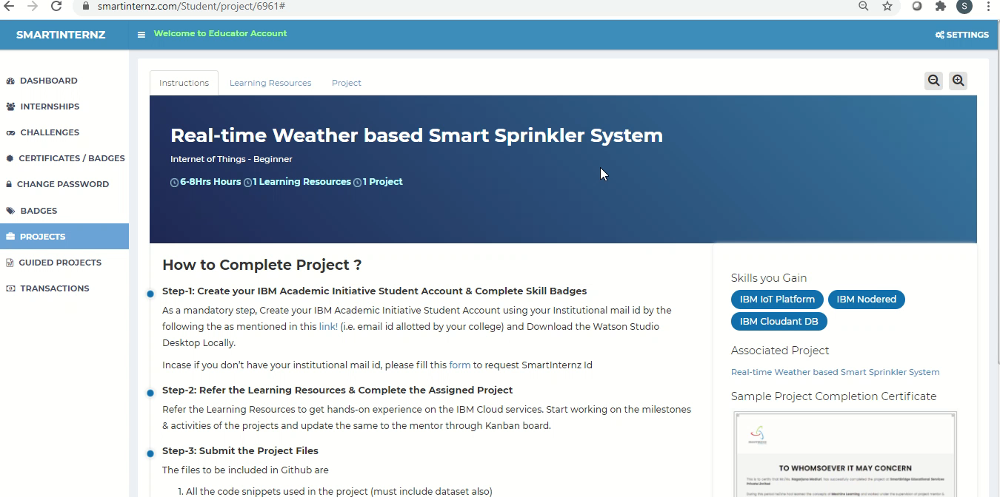 smartinternz.com/Student/project/6961#
S
SMARTINTERNZ
Welcome to Educator Account
SETTINGS
DASHBOARD
INTERNSHIPS
CHALLENGES
CERTIFICATES / BADGES
CHANGE PASSWORD
BADGES
PROJECTS
GUIDED PROJECTS
TRANSACTIONS
Instructions
Learning Resources
Project
Real-time Weather based Smart Sprinkler System
Internet of Things - Beginner
6-8Hrs Hours 1 Learning Resources 1 Project
How to Complete Project ?
Step-1: Create your IBM Academic Initiative Student Account & Complete Skill Badges
As a mandatory step, Create your IBM Academic Initiative Student Account using your Institutional mail id by the
following the as mentioned in this link! (i.e. email id allotted by your college) and Download the Watson Studio
Desktop Locally.
Incase if you don't have your institutional mail id, please fill this form to request SmartInternz Id
Step-2: Refer the Learning Resources & Complete the Assigned Project
Refer the Learning Resources to get hands-on experience on the IBM Cloud services. Start working on the milestones
& activities of the projects and update the same to the mentor through Kanban board.
Step-3: Submit the Project Files
The files to be included in Github are
1. All the code snippets used in the project (must include dataset also)
Skills you Gain
IBM IoT Platform
IBM Nodered
IBM Cloudant DB
Associated Project
Real-time Weather based Smart Sprinkler System
Sample Project Completion Certificate
TO WHOMSOEVER IT MAY CONCERN